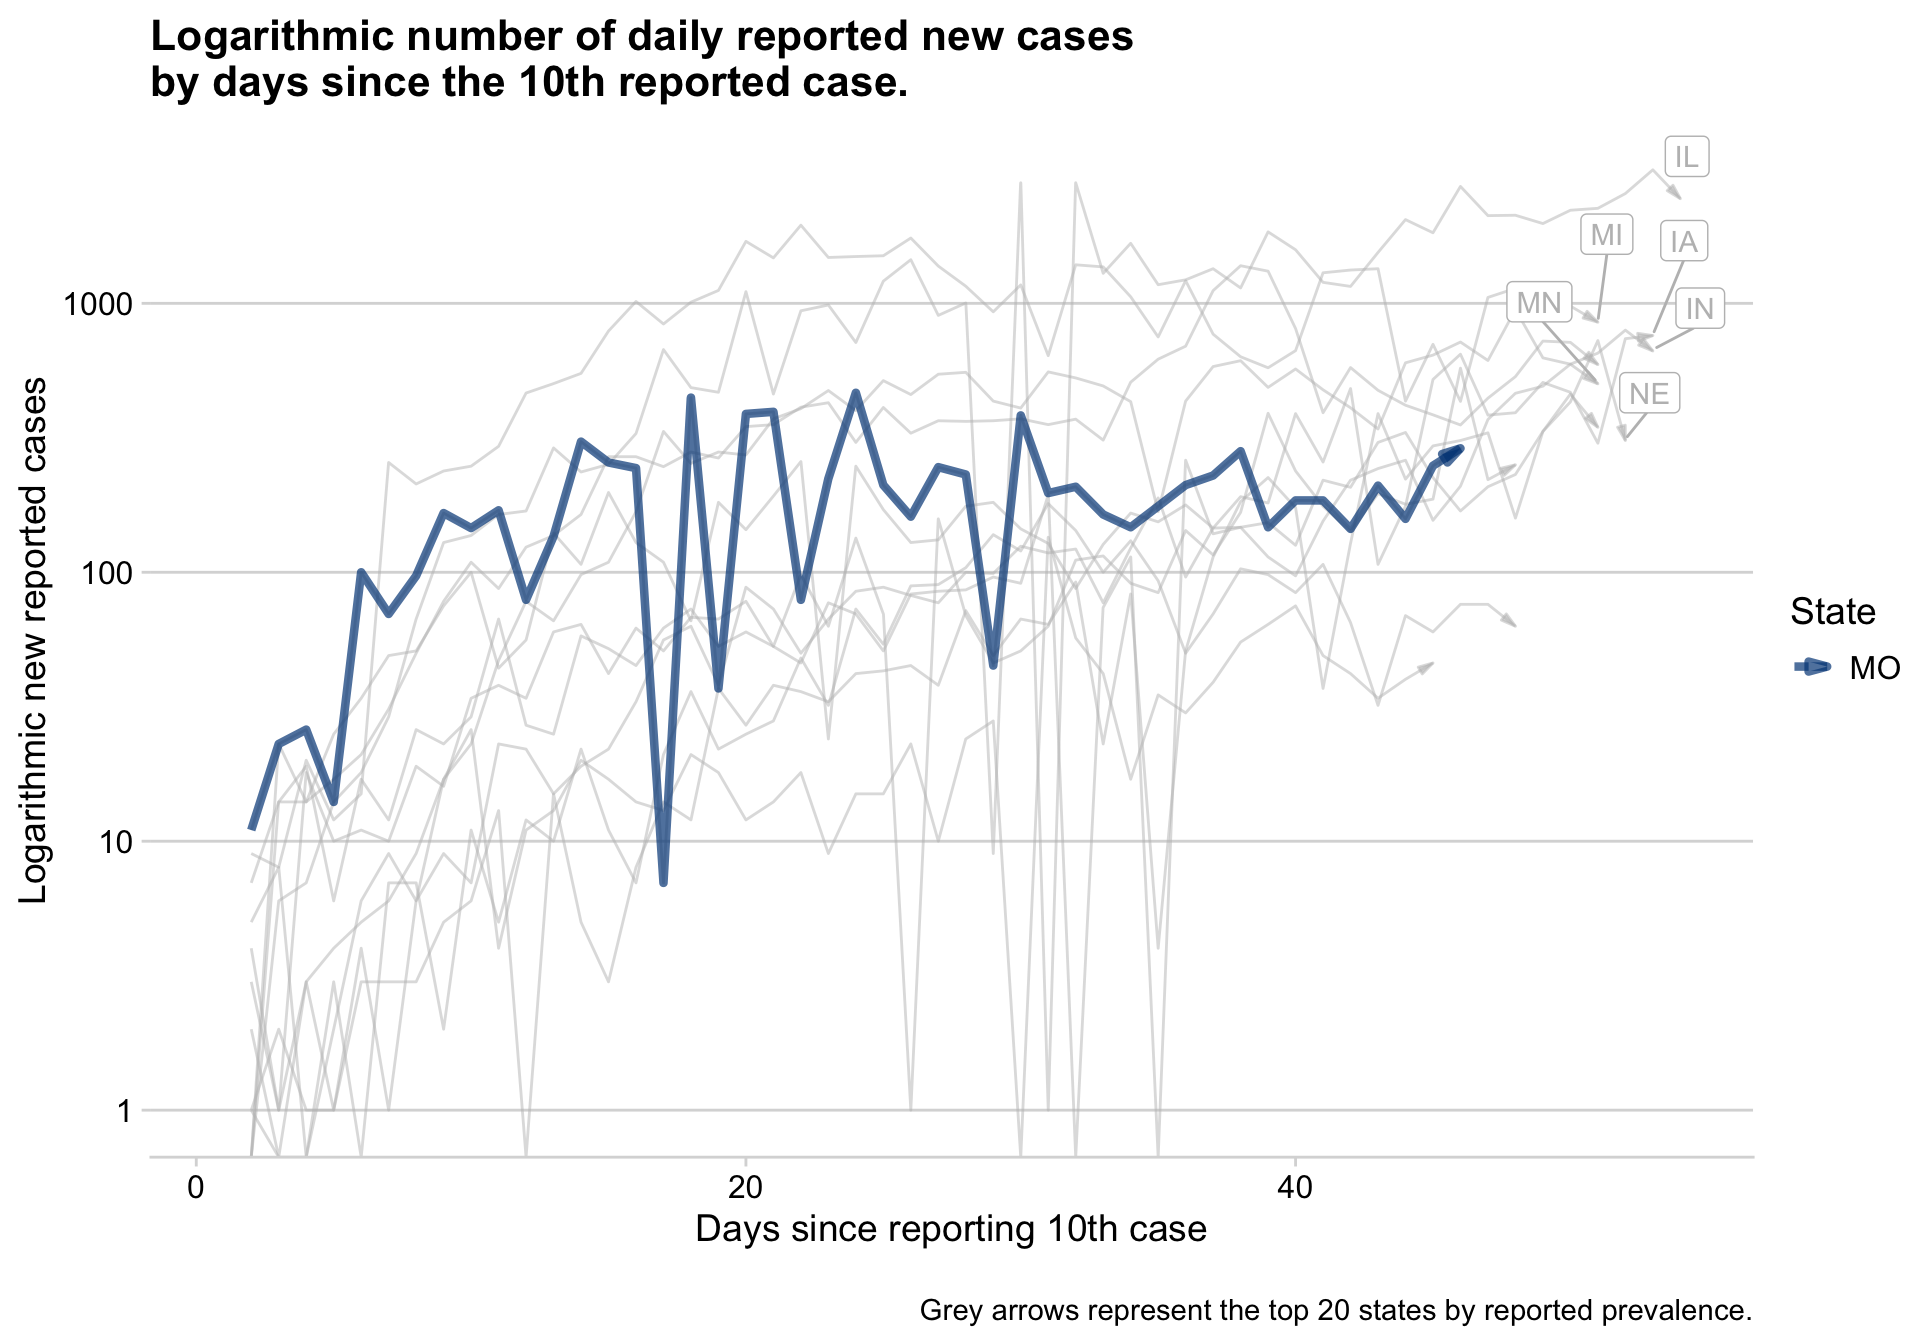 Logarithmic number of daily reported new cases
by days since the 10th reported case.
IL
MI
IA
MN
IN
NE
1000
100
10
1
Logarithmic new reported cases
0
20
40
Days since reporting 10th case
State
MO
Grey arrows represent the top 20 states by reported prevalence.